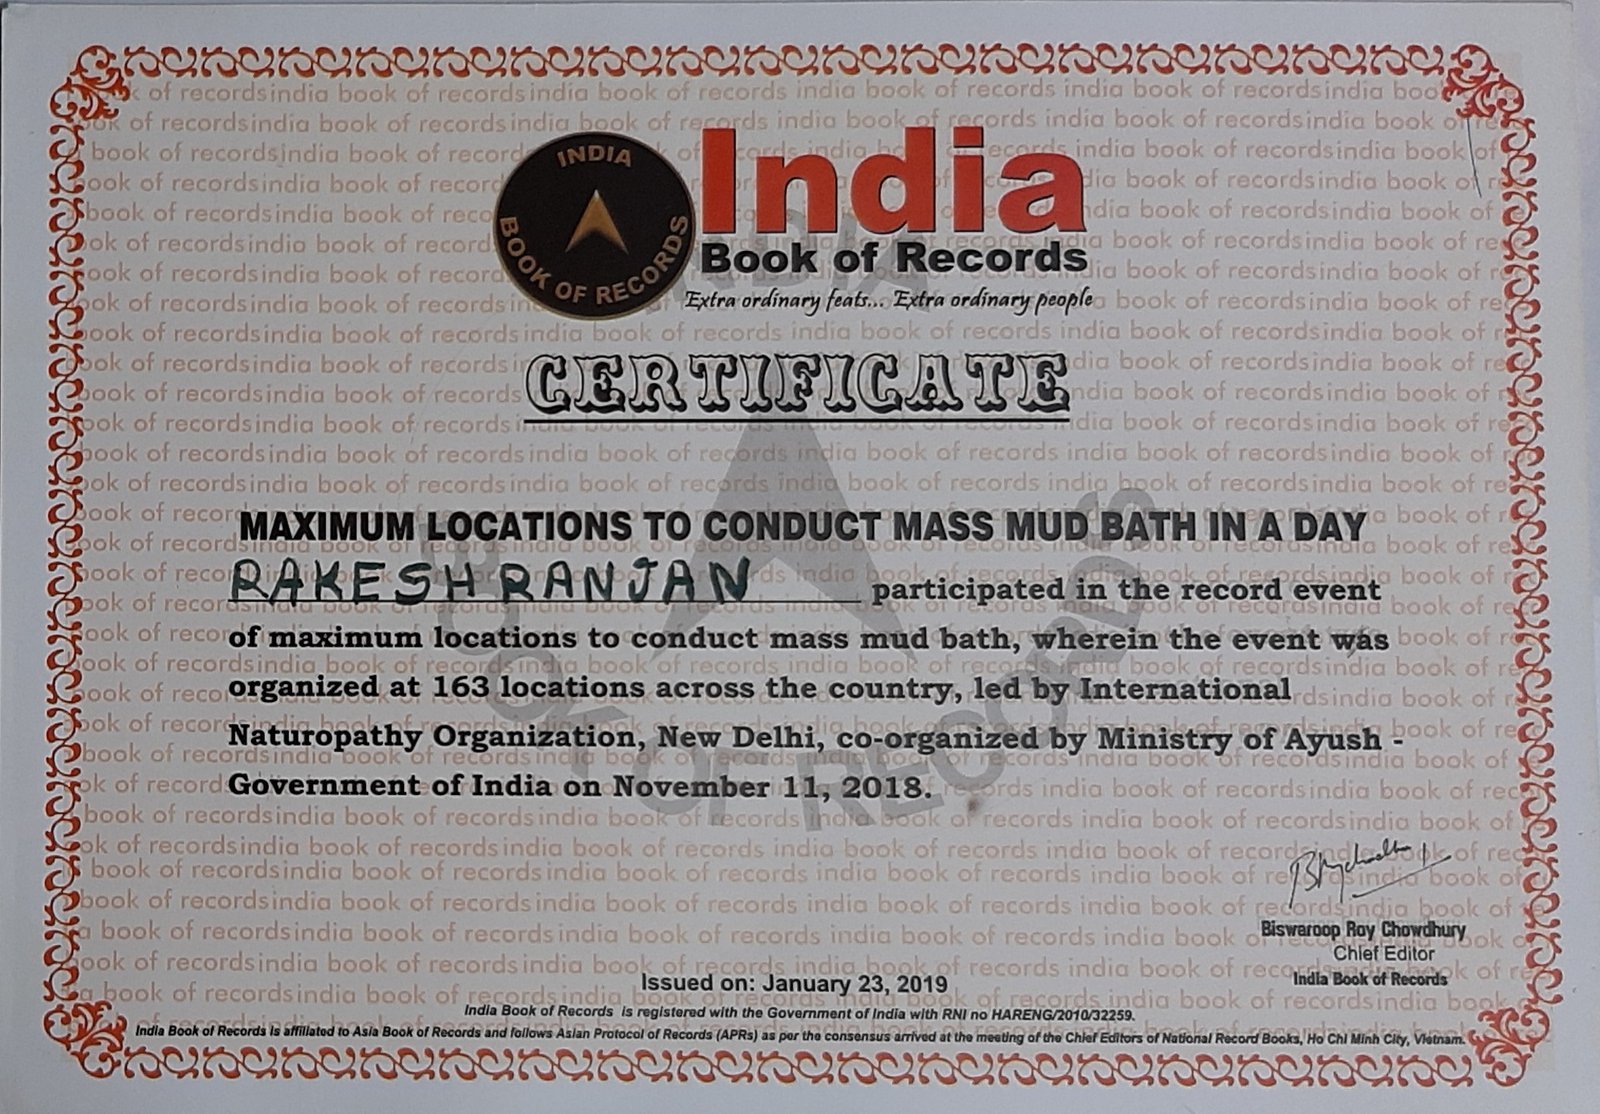 INDIA
BOOK OF RECORDS
India
Book of Records
Extra ordinary feats... Extra ordinary people
CERTIFICATE
MAXIMUM LOCATIONS TO CONDUCT MASS MUD BATH IN A DAY
RAKESH RANJAN participated in the record event
of maximum locations to conduct mass mud bath, wherein the event was
organized at 163 locations across the country, led by International
Naturopathy Organization, New Delhi, co-organized by Ministry of Ayush -
Government of India on November 11, 2018.
Biswaroop Roy Chowdhury
Chief Editor
India Book of Records
Issued on: January 23, 2019
India Book of Records is registered with the Government of India with RNI no HARENG/2010/32259.
India Book of Records is affiliated to Asia Book of Records and follows Asian Protocol of Records (APRs) as per the consensus arrived at the meeting of the Chief Editors of National Record Books, Ho Chi Minh City, Vietnam.